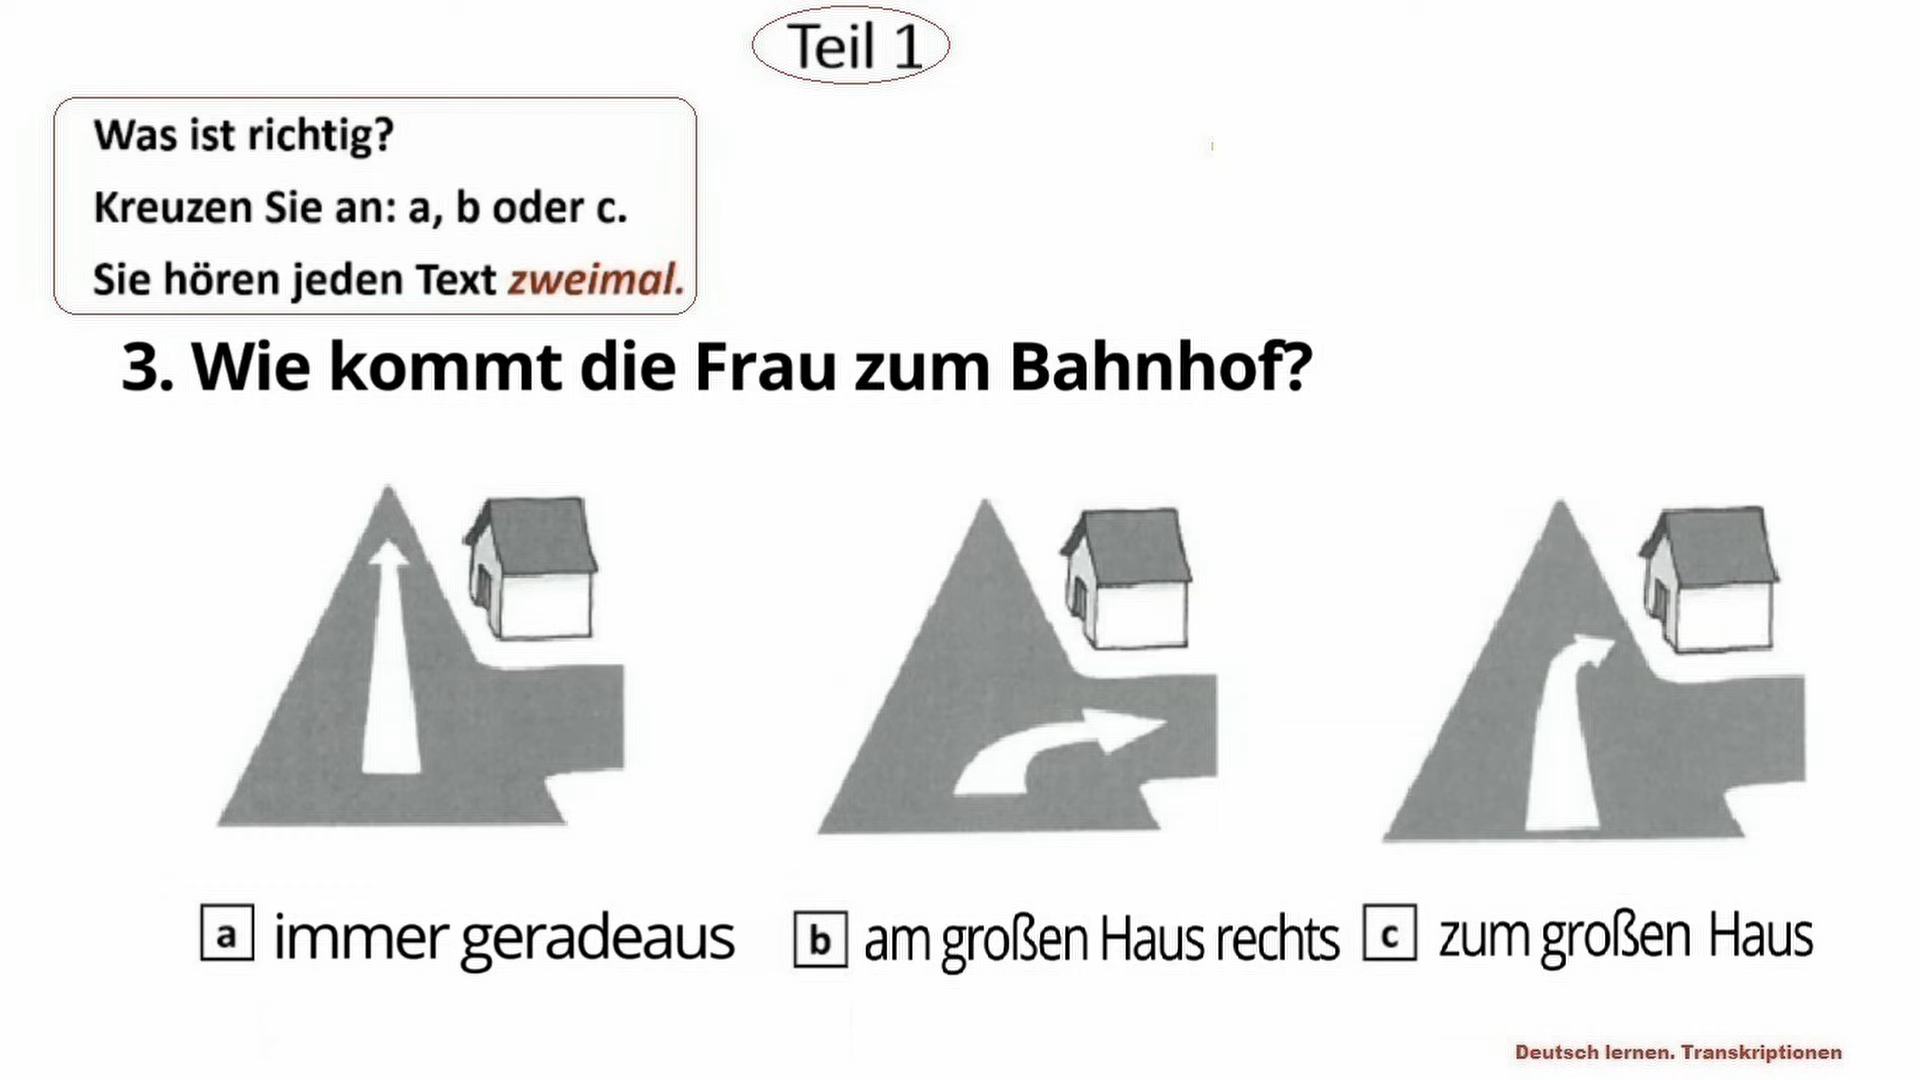 Teil 1
Was ist richtig?
Kreuzen Sie an: a, b oder c.
Sie hören jeden Text zweimal.
3. Wie kommt die Frau zum Bahnhof?
a immer geradeaus
b am großen Haus rechts
c zum großen Haus
Deutsch lernen. Transkriptionen